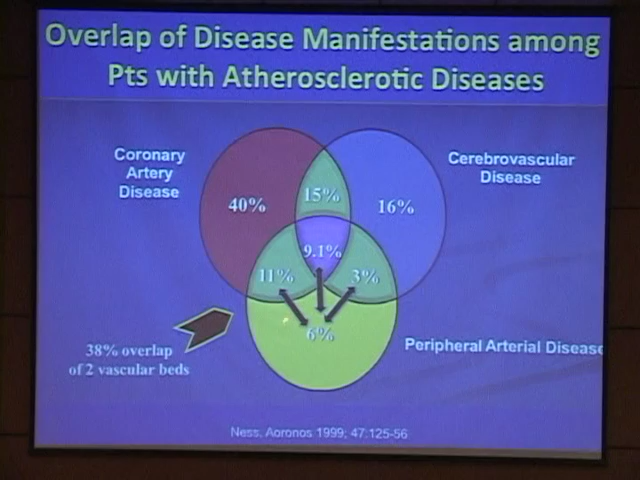 Overlap of Disease Manifestations among
Pts with Atherosclerotic Diseases
Coronary
Artery
Disease
Cerebrovascular
Disease
40%
15%
16%
9.1%
11%
3%
6%
38% overlap
of 2 vascular beds
Peripheral Arterial Disease
Ness, Aoronos 1999; 47:125-56